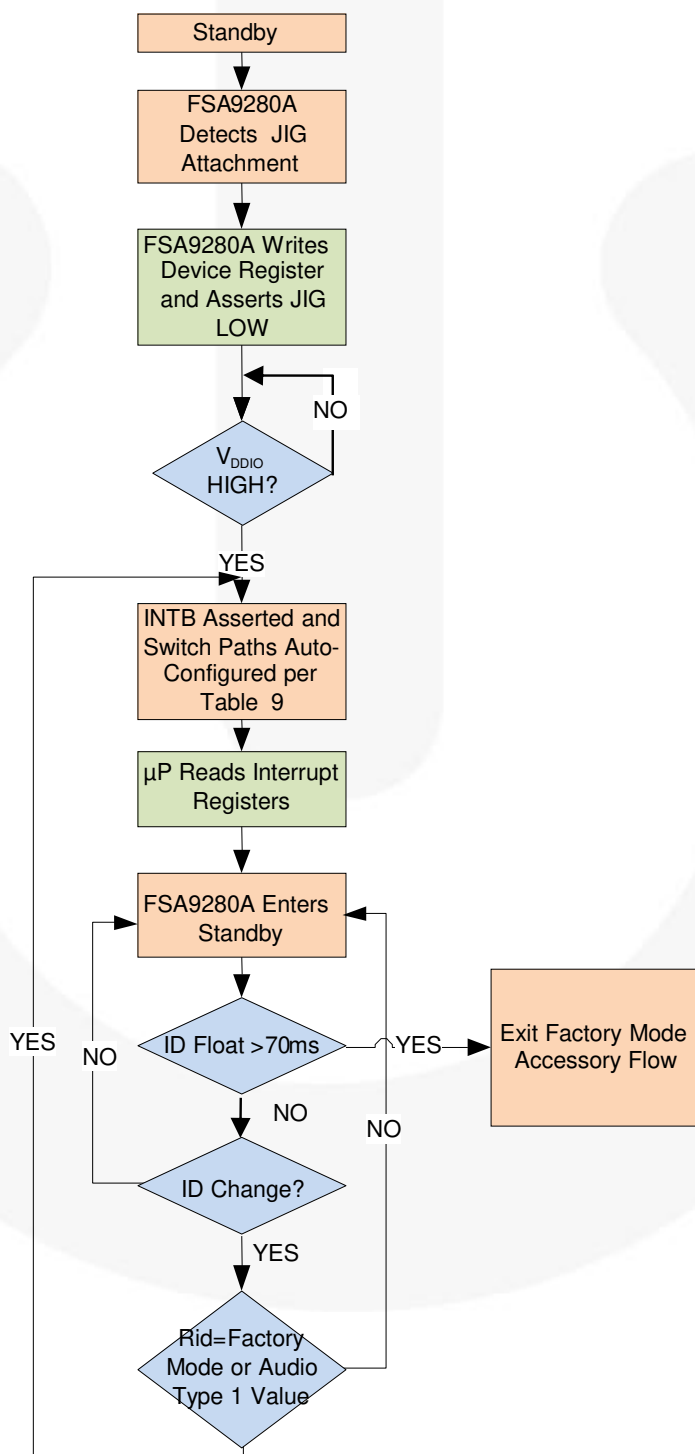 Standby
FSA9280A
Detects JIG
Attachment
FSA9280A Writes
Device Register
and Asserts JIG
LOW
NO
VDDIO
HIGH?
YES
INTB Asserted and
Switch Paths Auto-
Configured per
Table 9
µP Reads Interrupt
Registers
FSA9280A Enters
Standby
ID Float >70ms
YES
Exit Factory Mode
Accessory Flow
YES
NO
NO
NO
ID Change?
YES
Rid=Factory
Mode or Audio
Type 1 Value